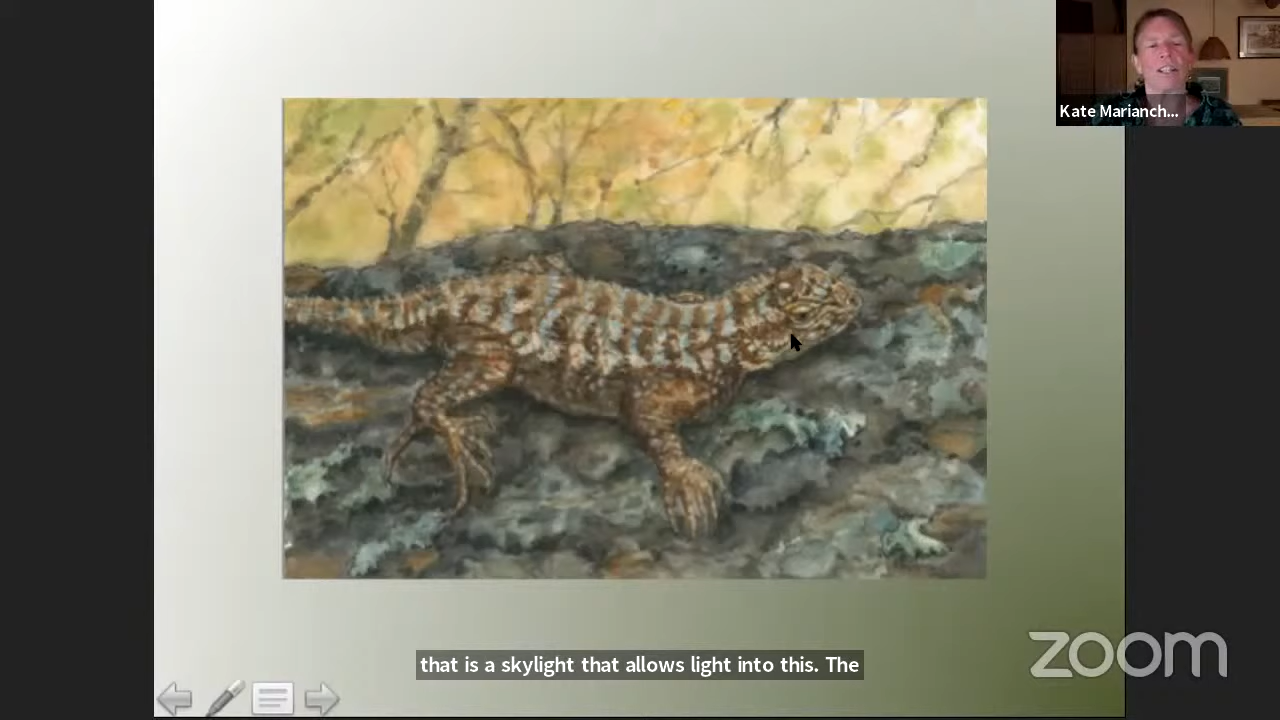 Kate Marianch...
that is a skylight that allows light into this. The
zoom